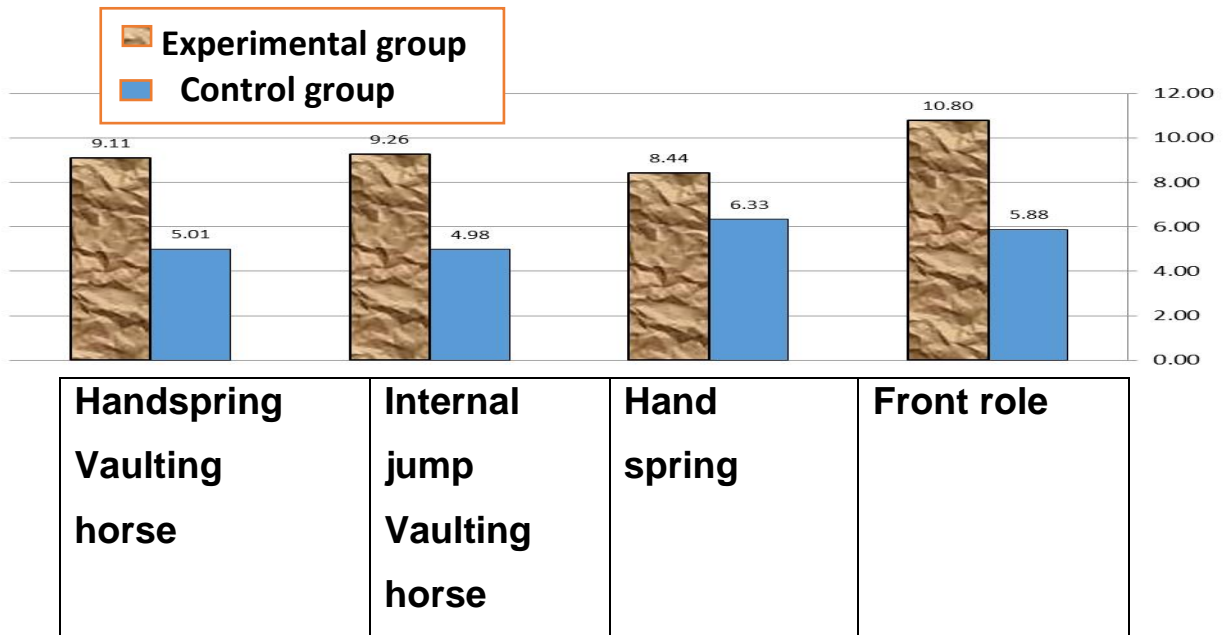 Experimental group
Control group
12.00
10.00
8.00
6.00
4.00
2.00
0.00
9.11
5.01
9.26
4.98
8.44
6.33
10.80
5.88
Handspring
Vaulting
horse
Internal
jump
Vaulting
horse
Hand
spring
Front role